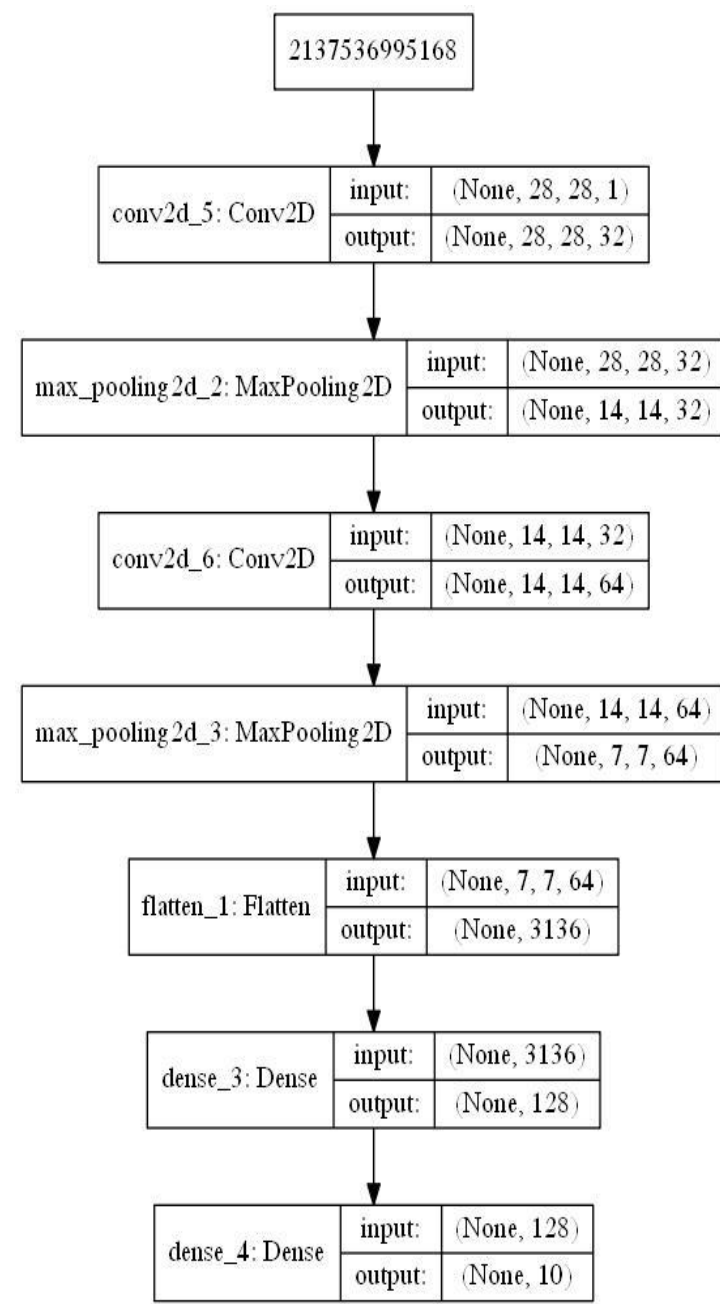 2137536995168
conv2d_5: Conv2D
input:
(None, 28, 28, 1)
output:
(None, 28, 28, 32)
max_pooling2d_2: MaxPooling2D
input:
(None, 28, 28, 32)
output:
(None, 14, 14, 32)
conv2d_6: Conv2D
input:
(None, 14, 14, 32)
output:
(None, 14, 14, 64)
max_pooling2d_3: MaxPooling2D
input:
(None, 14, 14, 64)
output:
(None, 7, 7, 64)
flatten_1: Flatten
input:
(None, 7, 7, 64)
output:
(None, 3136)
dense_3: Dense
input:
(None, 3136)
output:
(None, 128)
dense_4: Dense
input:
(None, 128)
output:
(None, 10)